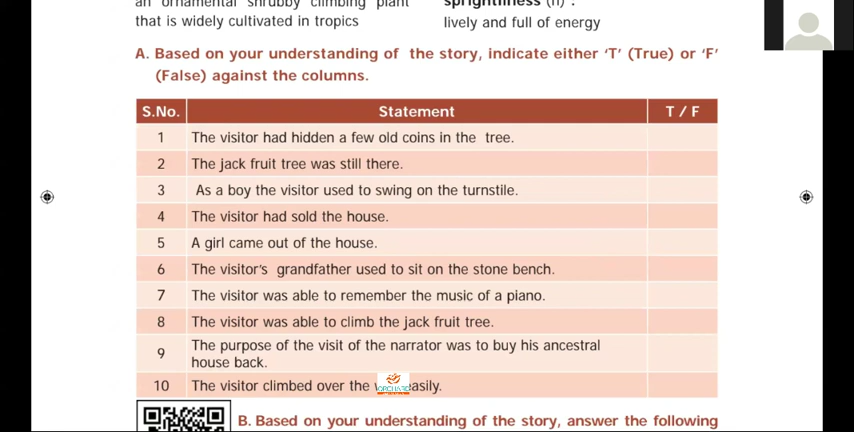 an ornamental shrubby climbing plant
that is widely cultivated in tropics
sprightliness (n) :
lively and full of energy
A. Based on your understanding of the story, indicate either ‘T’ (True) or ‘F’
(False) against the columns.
S.No. Statement T / F
1 The visitor had hidden a few old coins in the tree.
2 The jack fruit tree was still there.
3 As a boy the visitor used to swing on the turnstile.
4 The visitor had sold the house.
5 A girl came out of the house.
6 The visitor’s grandfather used to sit on the stone bench.
7 The visitor was able to remember the music of a piano.
8 The visitor was able to climb the jack fruit tree.
9 The purpose of the visit of the narrator was to buy his ancestral
house back.
10 The visitor climbed over the
ORCHARD
B. Based on your understanding of the story, answer the following